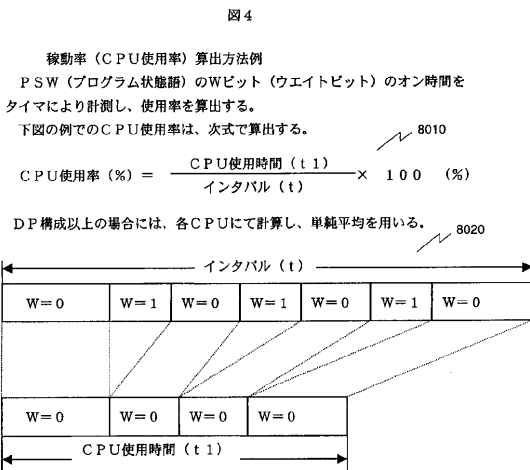 図4
稼動率（CPU使用率）算出方法例
PSW（プログラム状態語）のWビット（ウエイトビット）のオン時間を
タイマにより計測し、使用率を算出する。
下図の例でのCPU使用率は、次式で算出する。
8010
CPU使用率（%）＝ CPU使用時間（t1） × 100 （%）
インタバル（t）
DP構成以上の場合には、各CPUにて計算し、単純平均を用いる。
8020
インタバル（t）
W=0 W=1 W=0 W=1 W=0 W=1 W=0
W=0 W=0 W=0 W=0
CPU使用時間（t1）